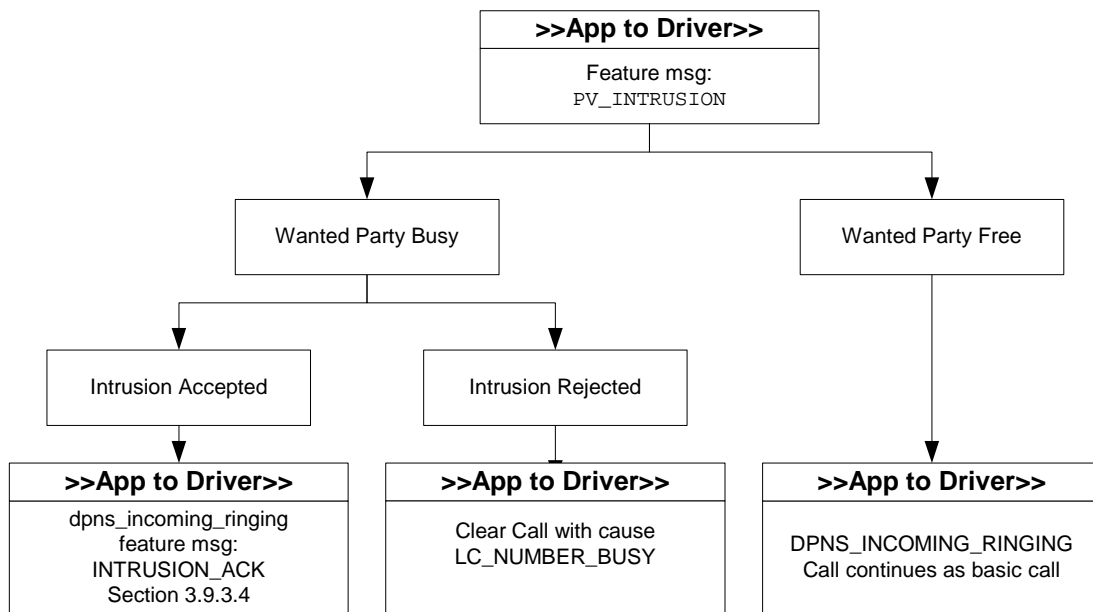 >>App to Driver>>
Feature msg:
PV_INTRUSION
Wanted Party Busy
Wanted Party Free
Intrusion Accepted
Intrusion Rejected
>>App to Driver>>
dpns_incoming_ringing
feature msg:
INTRUSION_ACK
Section 3.9.3.4
>>App to Driver>>
Clear Call with cause
LC_NUMBER_BUSY
>>App to Driver>>
DPNS_INCOMING_RINGING
Call continues as basic call